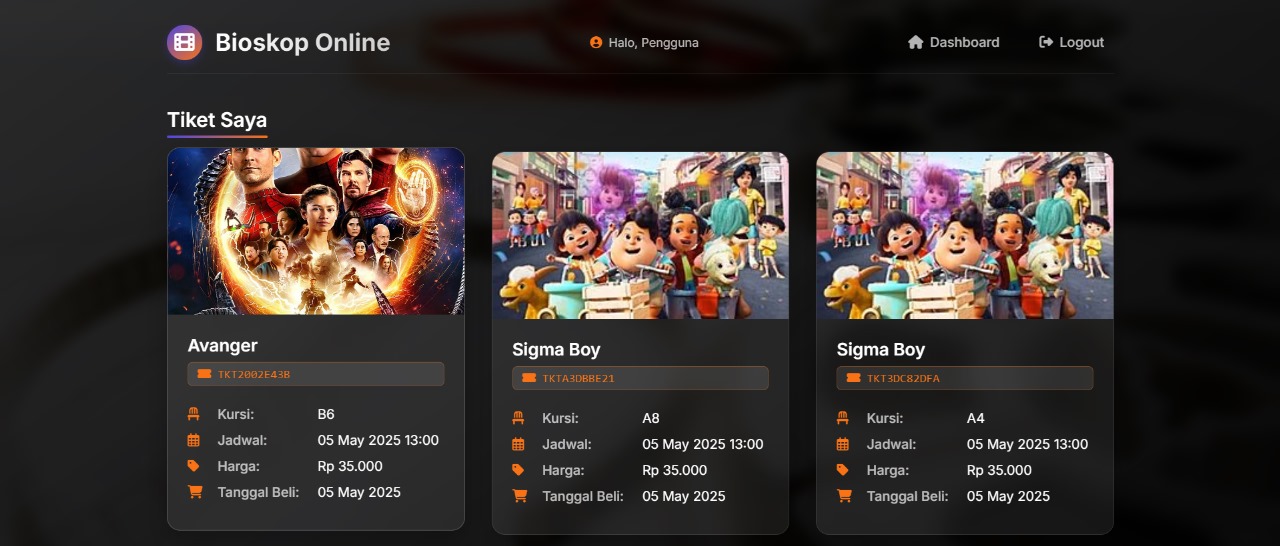 Bioskop Online
Halo, Pengguna
Dashboard
Logout
Tiket Saya
Avanger
TKT2002E43B
Kursi: B6
Jadwal: 05 May 2025 13:00
Harga: Rp 35.000
Tanggal Beli: 05 May 2025
Sigma Boy
TKTA3DBBE21
Kursi: A8
Jadwal: 05 May 2025 13:00
Harga: Rp 35.000
Tanggal Beli: 05 May 2025
Sigma Boy
TKT3DC82DFA
Kursi: A4
Jadwal: 05 May 2025 13:00
Harga: Rp 35.000
Tanggal Beli: 05 May 2025